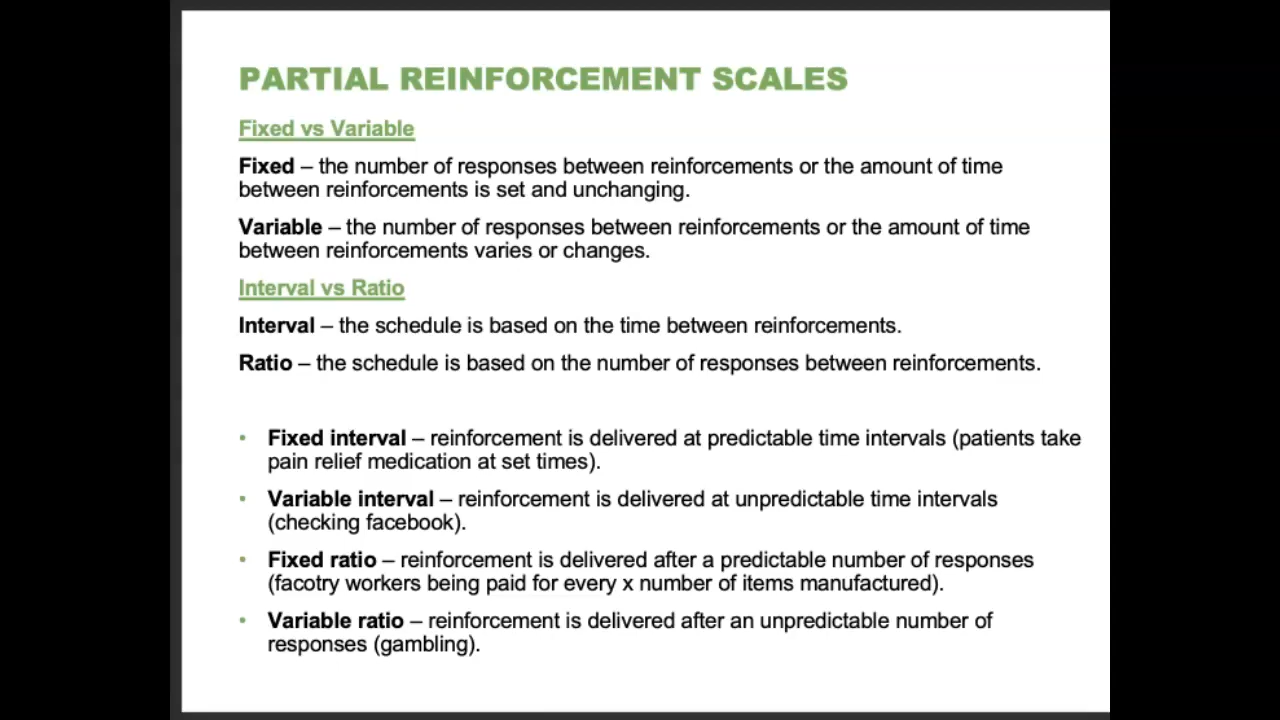 PARTIAL REINFORCEMENT SCALES
Fixed vs Variable
Fixed – the number of responses between reinforcements or the amount of time
between reinforcements is set and unchanging.
Variable – the number of responses between reinforcements or the amount of time
between reinforcements varies or changes.
Interval vs Ratio
Interval – the schedule is based on the time between reinforcements.
Ratio – the schedule is based on the number of responses between reinforcements.
• Fixed interval – reinforcement is delivered at predictable time intervals (patients take
pain relief medication at set times).
• Variable interval – reinforcement is delivered at unpredictable time intervals
(checking facebook).
• Fixed ratio – reinforcement is delivered after a predictable number of responses
(facotry workers being paid for every x number of items manufactured).
• Variable ratio – reinforcement is delivered after an unpredictable number of
responses (gambling).